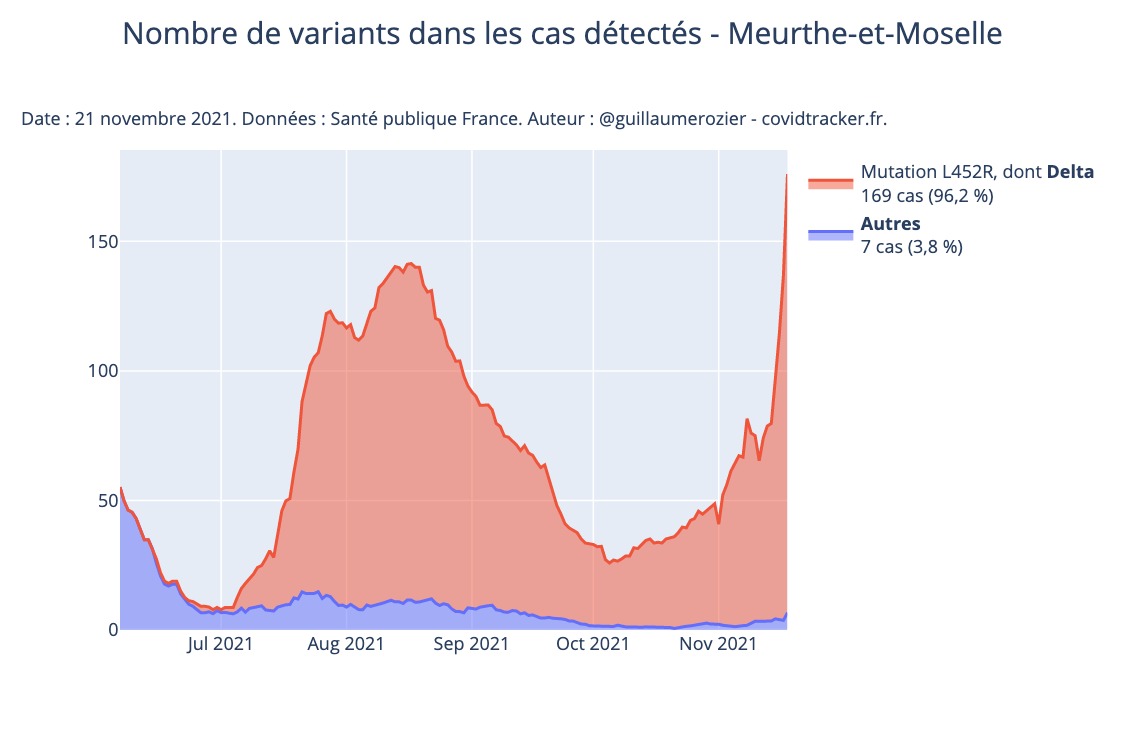 Nombre de variants dans les cas détectés - Meurthe-et-Moselle
Date : 21 novembre 2021. Données : Santé publique France. Auteur : @guillaumerozier - covidtracker.fr.
Mutation L452R, dont Delta
169 cas (96,2 %)
Autres
7 cas (3,8 %)
150
100
50
0
Jul 2021
Aug 2021
Sep 2021
Oct 2021
Nov 2021